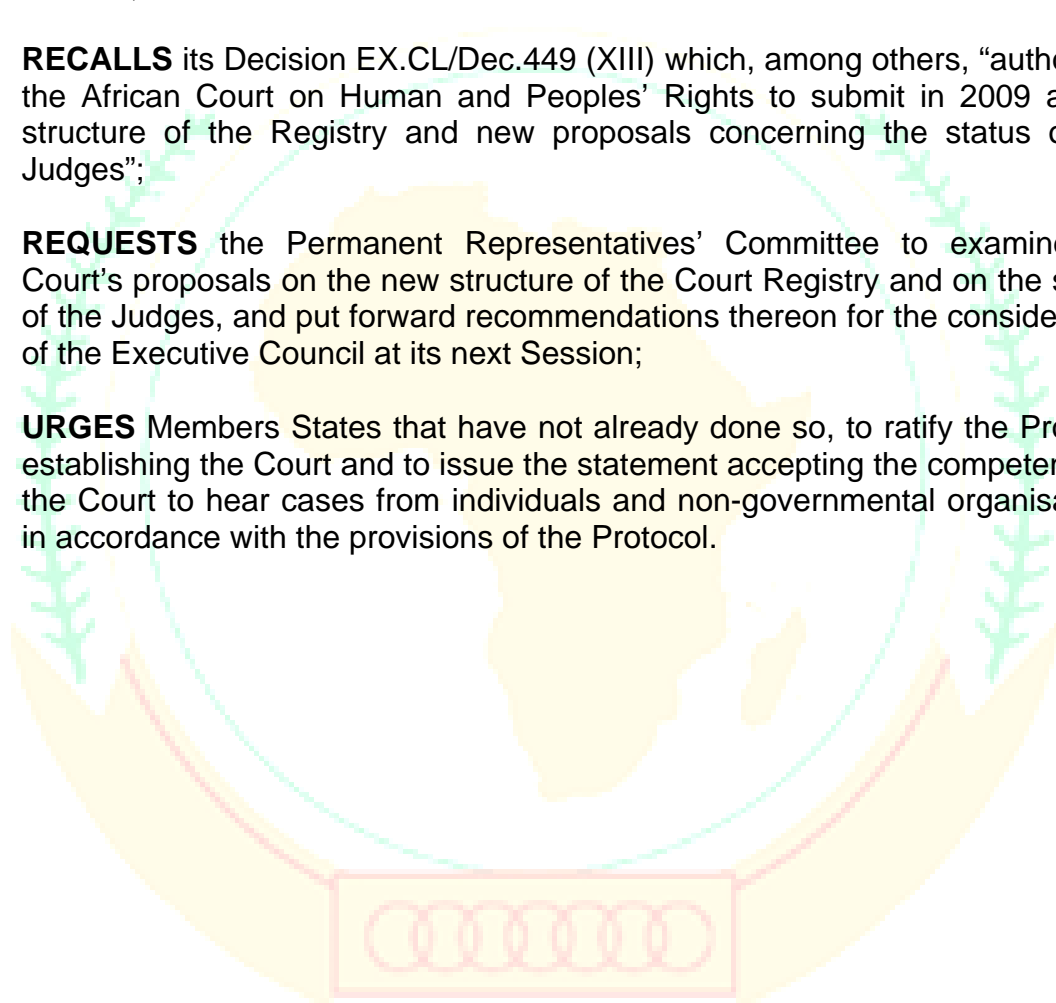 RECALLS its Decision EX.CL/Dec.449 (XIII) which, among others, “autho
the African Court on Human and Peoples’ Rights to submit in 2009 a
structure of the Registry and new proposals concerning the status o
Judges”;
REQUESTS the Permanent Representatives’ Committee to examine
Court’s proposals on the new structure of the Court Registry and on the s
of the Judges, and put forward recommendations thereon for the conside
of the Executive Council at its next Session;
URGES Members States that have not already done so, to ratify the Pro
establishing the Court and to issue the statement accepting the competen
the Court to hear cases from individuals and non-governmental organisa
in accordance with the provisions of the Protocol.